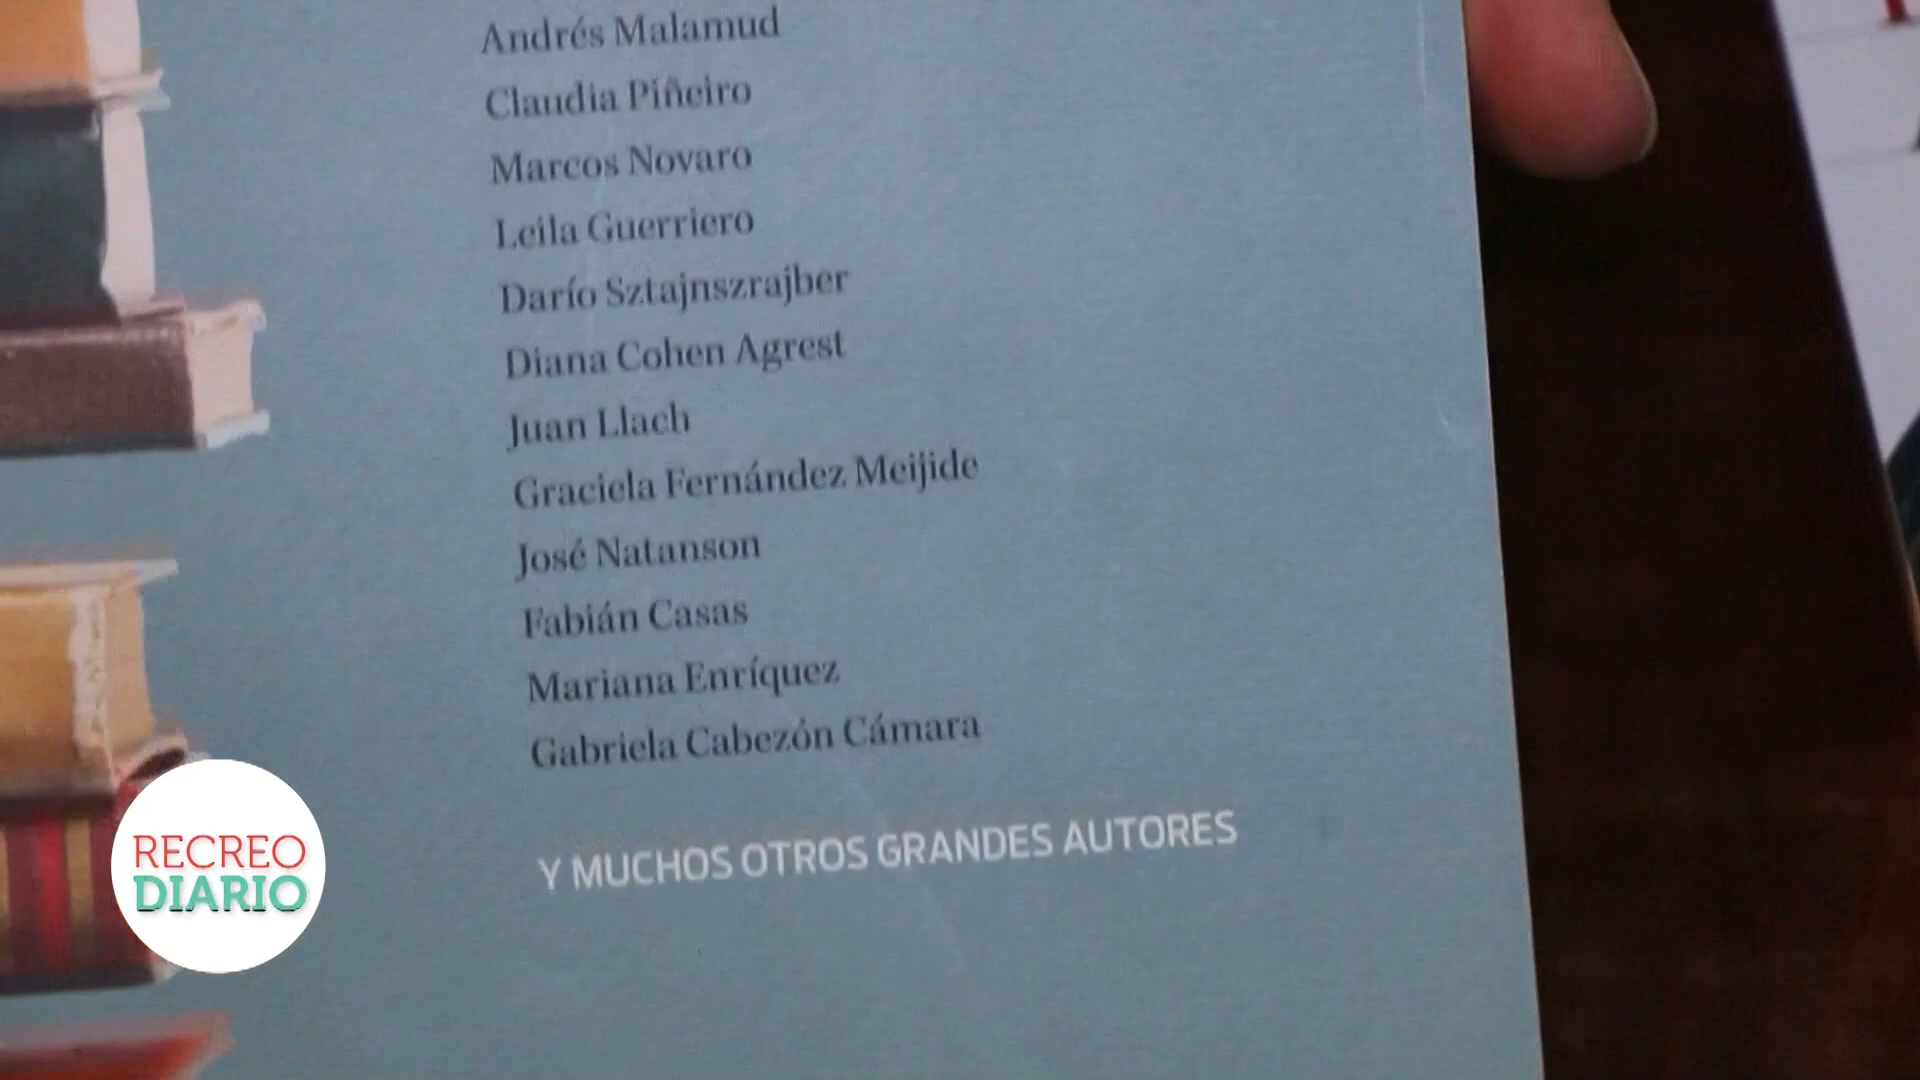 Andrés Malamud
Claudia Piñeiro
Marcos Novaro
Leila Guerriero
Darío Sztajnszrajber
Diana Cohen Agrest
Juan Llach
Graciela Fernández Meijide
José Natanson
Fabián Casas
Mariana Enríquez
Gabriela Cabezón Cámara
Y MUCHOS OTROS GRANDES AUTORES
RECREO
DIARIO